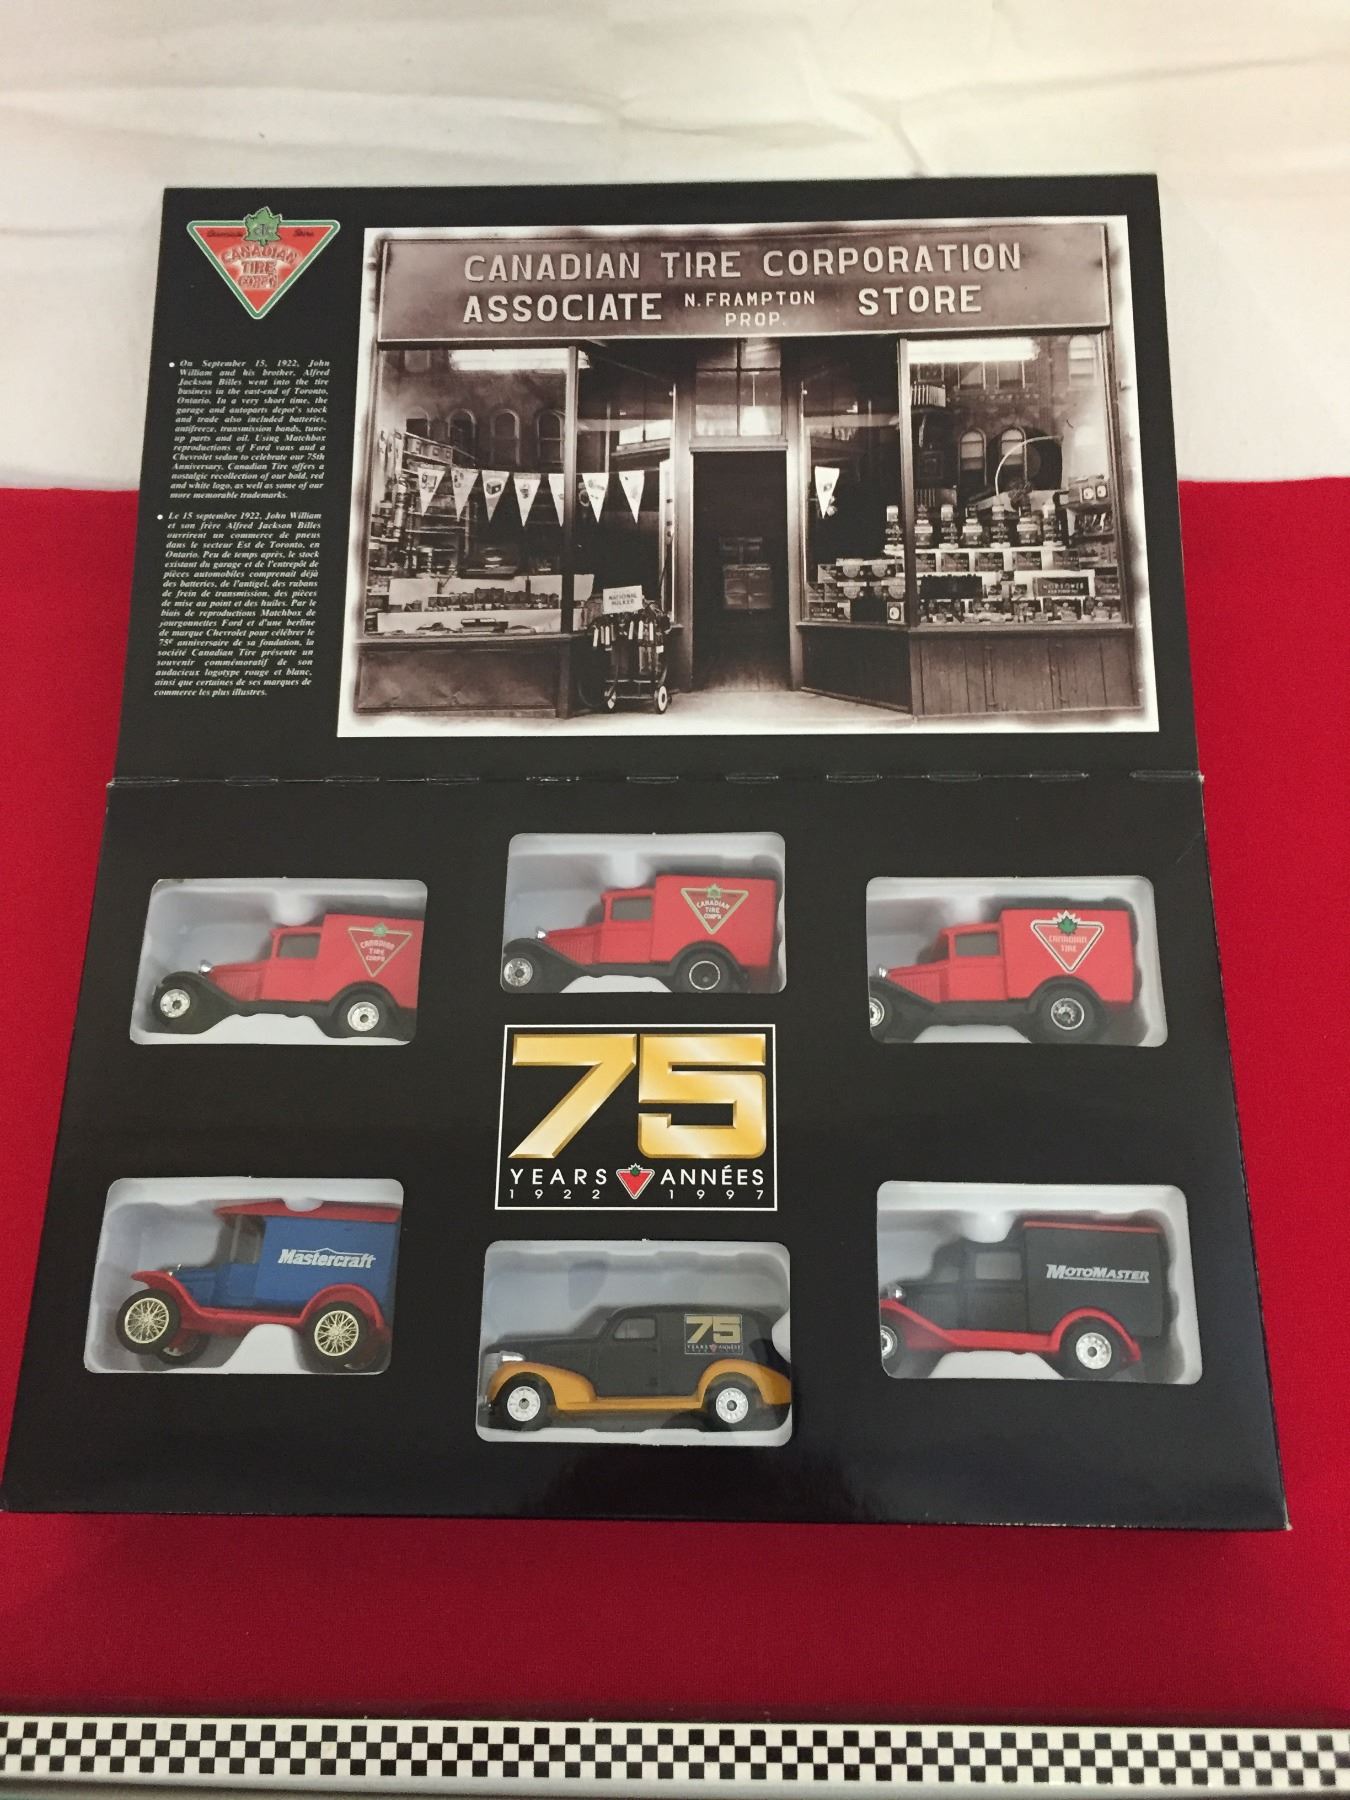 CTC
CANADIAN
TIRE
CORP'N
On September 15, 1922, John
William and his brother, Alfred
Jackson Billes went into the tire
business in the east-end of Toronto,
Ontario. In a very short time, the
garage and autoparts depot's stock
and trade also included batteries,
antifreeze, transmission bands, tune-
up parts and oil. Using Matchbox
reproductions of Ford vans and a
Chevrolet sedan to celebrate our 75th
Anniversary, Canadian Tire offers a
nostalgic recollection of our bold, red
and white logo, as well as some of our
more memorable trademarks.
Le 15 septembre 1922, John William
et son frère Alfred Jackson Billes
ouvrirent un commerce de pneus
dans le secteur Est de Toronto, en
Ontario. Peu de temps après, le stock
existant du garage et de l'entrepôt de
pièces automobiles comprenait déjà
des batteries, de l'antigel, des rubans
de frein de transmission, des pièces
de mise au point et des huiles. Par le
biais de reproductions Matchbox de
jourgonnettes Ford et d'une berline
de marque Chevrolet pour célébrer le
75e anniversaire de sa fondation, la
société Canadian Tire présente un
souvenir commémoratif de son
audacieux logotype rouge et blanc,
ainsi que certaines de ses marques de
commerce les plus illustres.
CANADIAN TIRE CORPORATION
ASSOCIATE N. FRAMPTON STORE
PROP.
NATIONAL
CANADIAN
TIRE
CORP'N
CANADIAN
TIRE
CORP'N
CANADIAN
TIRE
75
YEARS ANNÉES
1922 1997
Mastercraft
75
YEARS ANNÉES
MOTOMASTER